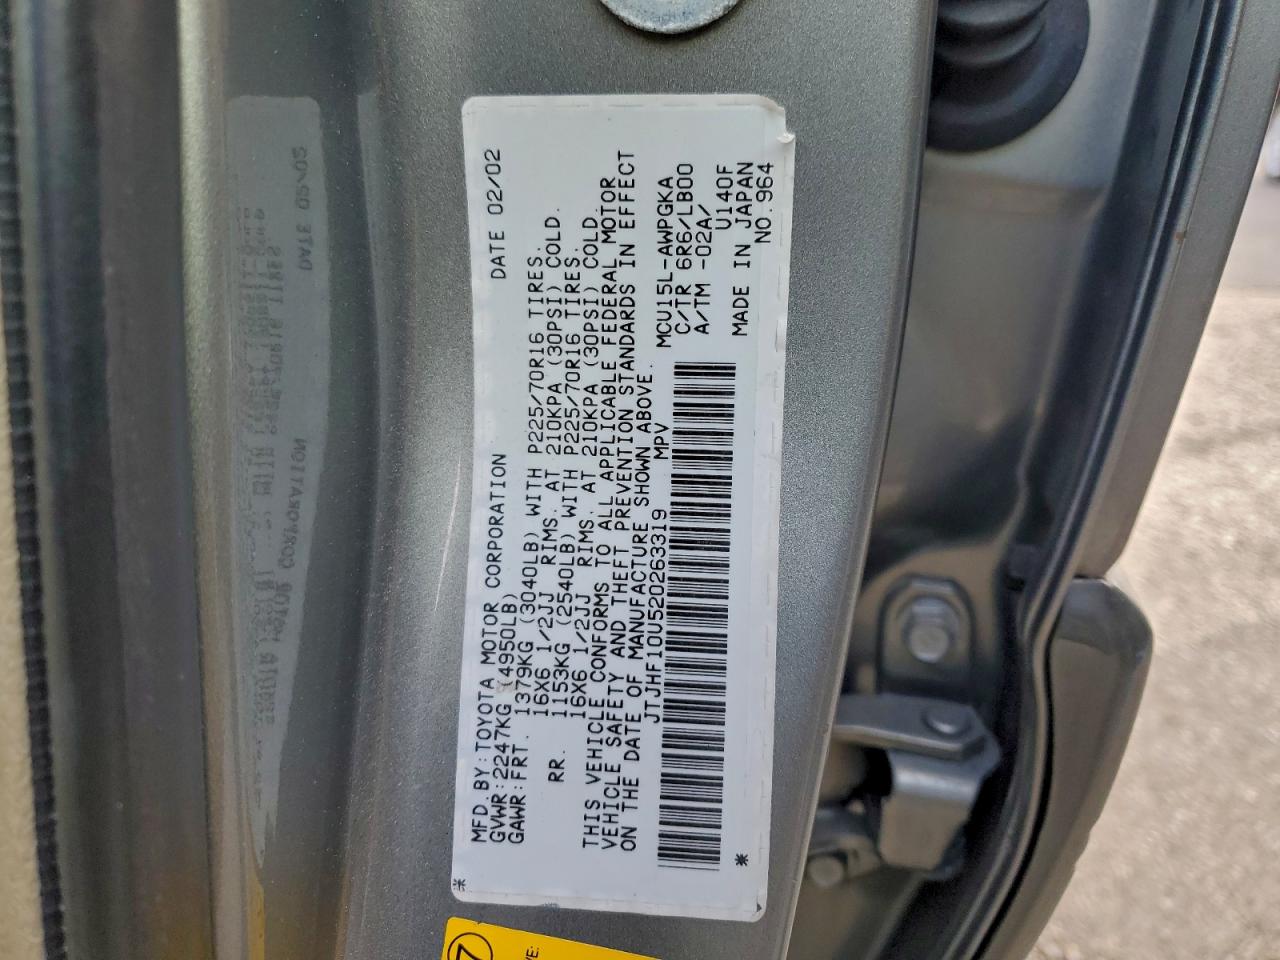 MFD.BY:TOYOTA MOTOR CORPORATION DATE 02/02
GVWR:2247KG (4950LB)
GAWR:FRT. 1379KG (3040LB) WITH P225/70R16 TIRES.
16X6 1/2JJ RIMS. AT 210KPA (30PSI) COLD.
RR. 1153KG (2540LB) WITH P225/70R16 TIRES.
16X6 1/2JJ RIMS. AT 210KPA (30PSI) COLD.
THIS VEHICLE CONFORMS TO ALL APPLICABLE FEDERAL MOTOR
VEHICLE SAFETY AND THEFT PREVENTION STANDARDS IN EFFECT
ON THE DATE OF MANUFACTURE SHOWN ABOVE.
JTJHF10U520263319 MPV
MCU15L-AWPGKA
C/TR 6R6/LB00
A/TM -02A/
U140F
MADE IN JAPAN
NO.964
* *
7